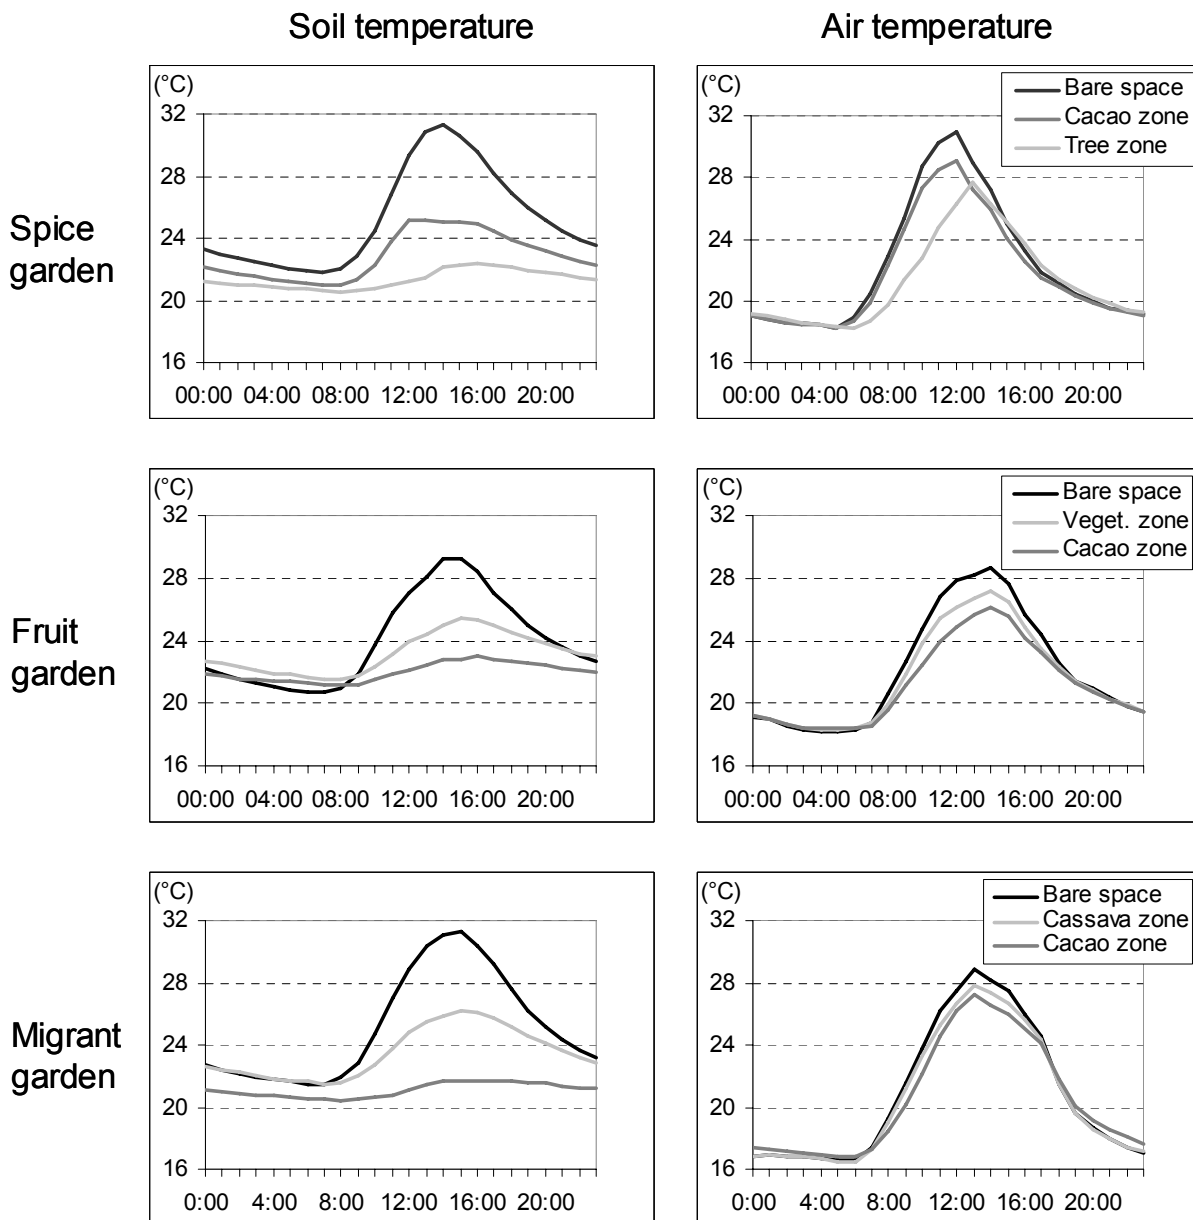 Soil temperature
Air temperature
Spice
garden
(°C)
32
28
24
20
16
00:00 04:00 08:00 12:00 16:00 20:00
(°C)
32
28
24
20
16
00:00 04:00 08:00 12:00 16:00 20:00
Bare space
Cacao zone
Tree zone
Fruit
garden
(°C)
32
28
24
20
16
00:00 04:00 08:00 12:00 16:00 20:00
(°C)
32
28
24
20
16
00:00 04:00 08:00 12:00 16:00 20:00
Bare space
Veget. zone
Cacao zone
Migrant
garden
(°C)
32
28
24
20
16
0:00 4:00 8:00 12:00 16:00 20:00
(°C)
32
28
24
20
16
0:00 4:00 8:00 12:00 16:00 20:00
Bare space
Cassava zone
Cacao zone